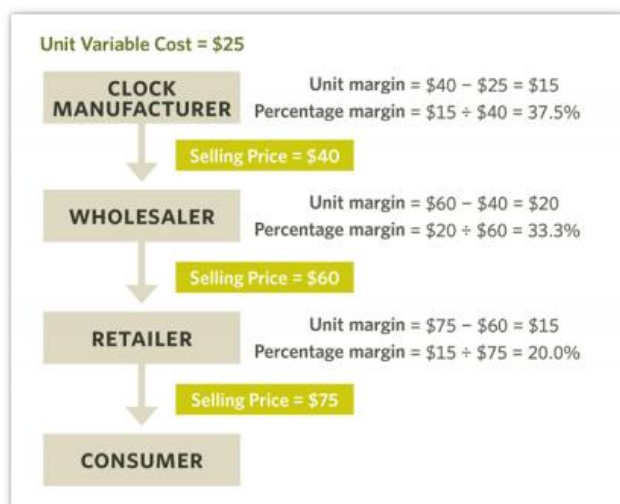 Unit Variable Cost = $25
CLOCK
MANUFACTURER
Unit margin = $40 – $25 = $15
Percentage margin = $15 ÷ $40 = 37.5%
Selling Price = $40
WHOLESALER
Unit margin = $60 – $40 = $20
Percentage margin = $20 ÷ $60 = 33.3%
Selling Price = $60
RETAILER
Unit margin = $75 – $60 = $15
Percentage margin = $15 ÷ $75 = 20.0%
Selling Price = $75
CONSUMER